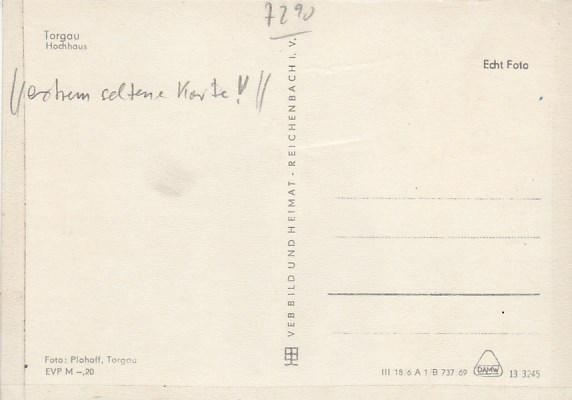 7290
Torgau
Hochhaus
Echt Foto
extrem seltene Karte!!
VEB BILD UND HEIMAT · REICHENBACH I. V.
Foto: Plohoff, Torgau
EVP M –,20
III 18/6 A 1/B 737/69
DAMW
13 3245